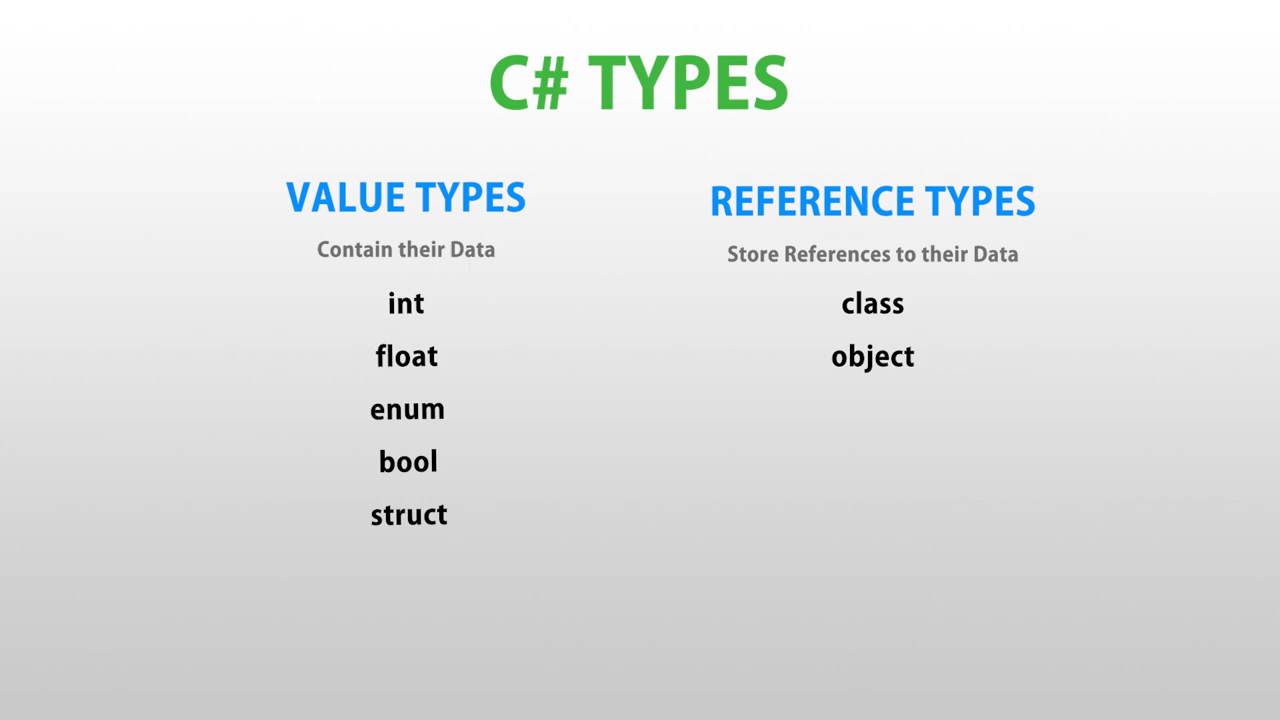 C# TYPES
VALUE TYPES
Contain their Data
int
float
enum
bool
struct
REFERENCE TYPES
Store References to their Data
class
object